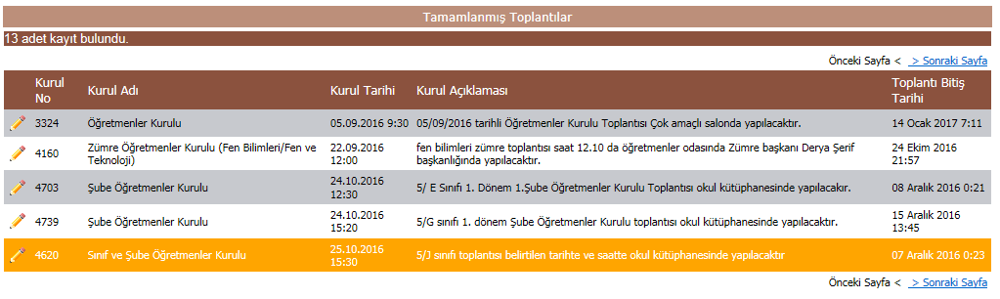 Tamamlanmış Toplantılar
13 adet kayıt bulundu.
Önceki Sayfa < > Sonraki Sayfa
Kurul No Kurul Adı Kurul Tarihi Kurul Açıklaması Toplantı Bitiş Tarihi
3324 Öğretmenler Kurulu 05.09.2016 9:30 05/09/2016 tarihli Öğretmenler Kurulu Toplantısı Çok amaçlı salonda yapılacaktır. 14 Ocak 2017 7:11
4160 Zümre Öğretmenler Kurulu (Fen Bilimleri/Fen ve Teknoloji) 22.09.2016 12:00 fen bilimleri zümre toplantısı saat 12.10 da öğretmenler odasında Zümre başkanı Derya Şerif başkanlığında yapılacaktır. 24 Ekim 2016 21:57
4703 Şube Öğretmenler Kurulu 24.10.2016 12:30 5/ E Sınıfı 1. Dönem 1.Şube Öğretmenler Kurulu Toplantısı okul kütüphanesinde yapılacakır. 08 Aralık 2016 0:21
4739 Şube Öğretmenler Kurulu 24.10.2016 15:20 5/G sınıfı 1. dönem Şube Öğretmenler Kurulu toplantısı okul kütüphanesinde yapılacaktır. 15 Aralık 2016 13:45
4620 Sınıf ve Şube Öğretmenler Kurulu 25.10.2016 15:30 5/J sınıfı toplantısı belirtilen tarihte ve saatte okul kütüphanesinde yapılacaktır 07 Aralık 2016 0:23
Önceki Sayfa < > Sonraki Sayfa